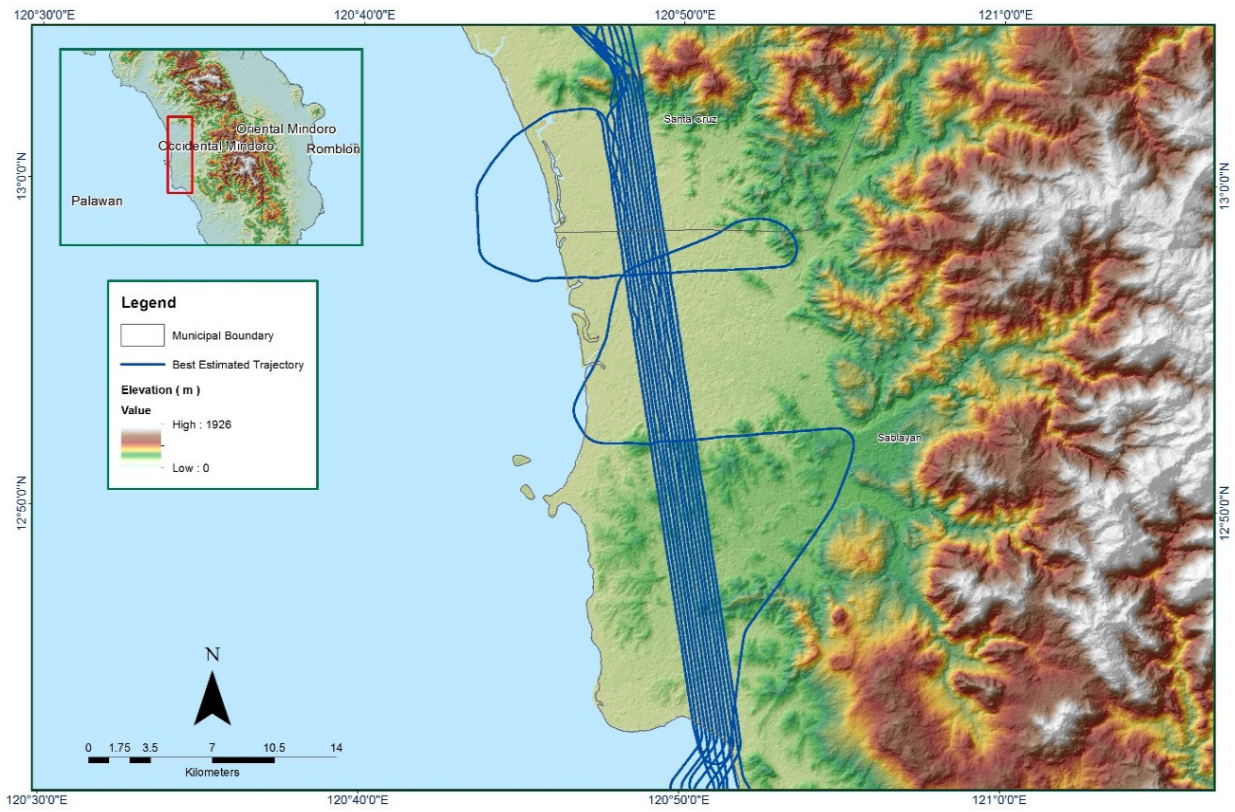 120°30'0"E
120°40'0"E
120°50'0"E
121°0'0"E
Oriental Mindoro
Occidental Mindoro
Romblon
Palawan
Santa Cruz
13°0'0"N
13°0'0"N
Legend
Municipal Boundary
Best Estimated Trajectory
Elevation ( m )
Value
High : 1926
Low : 0
Sablayan
12°50'0"N
12°50'0"N
N
0 1.75 3.5 7 10.5 14
Kilometers
120°30'0"E
120°40'0"E
120°50'0"E
121°0'0"E